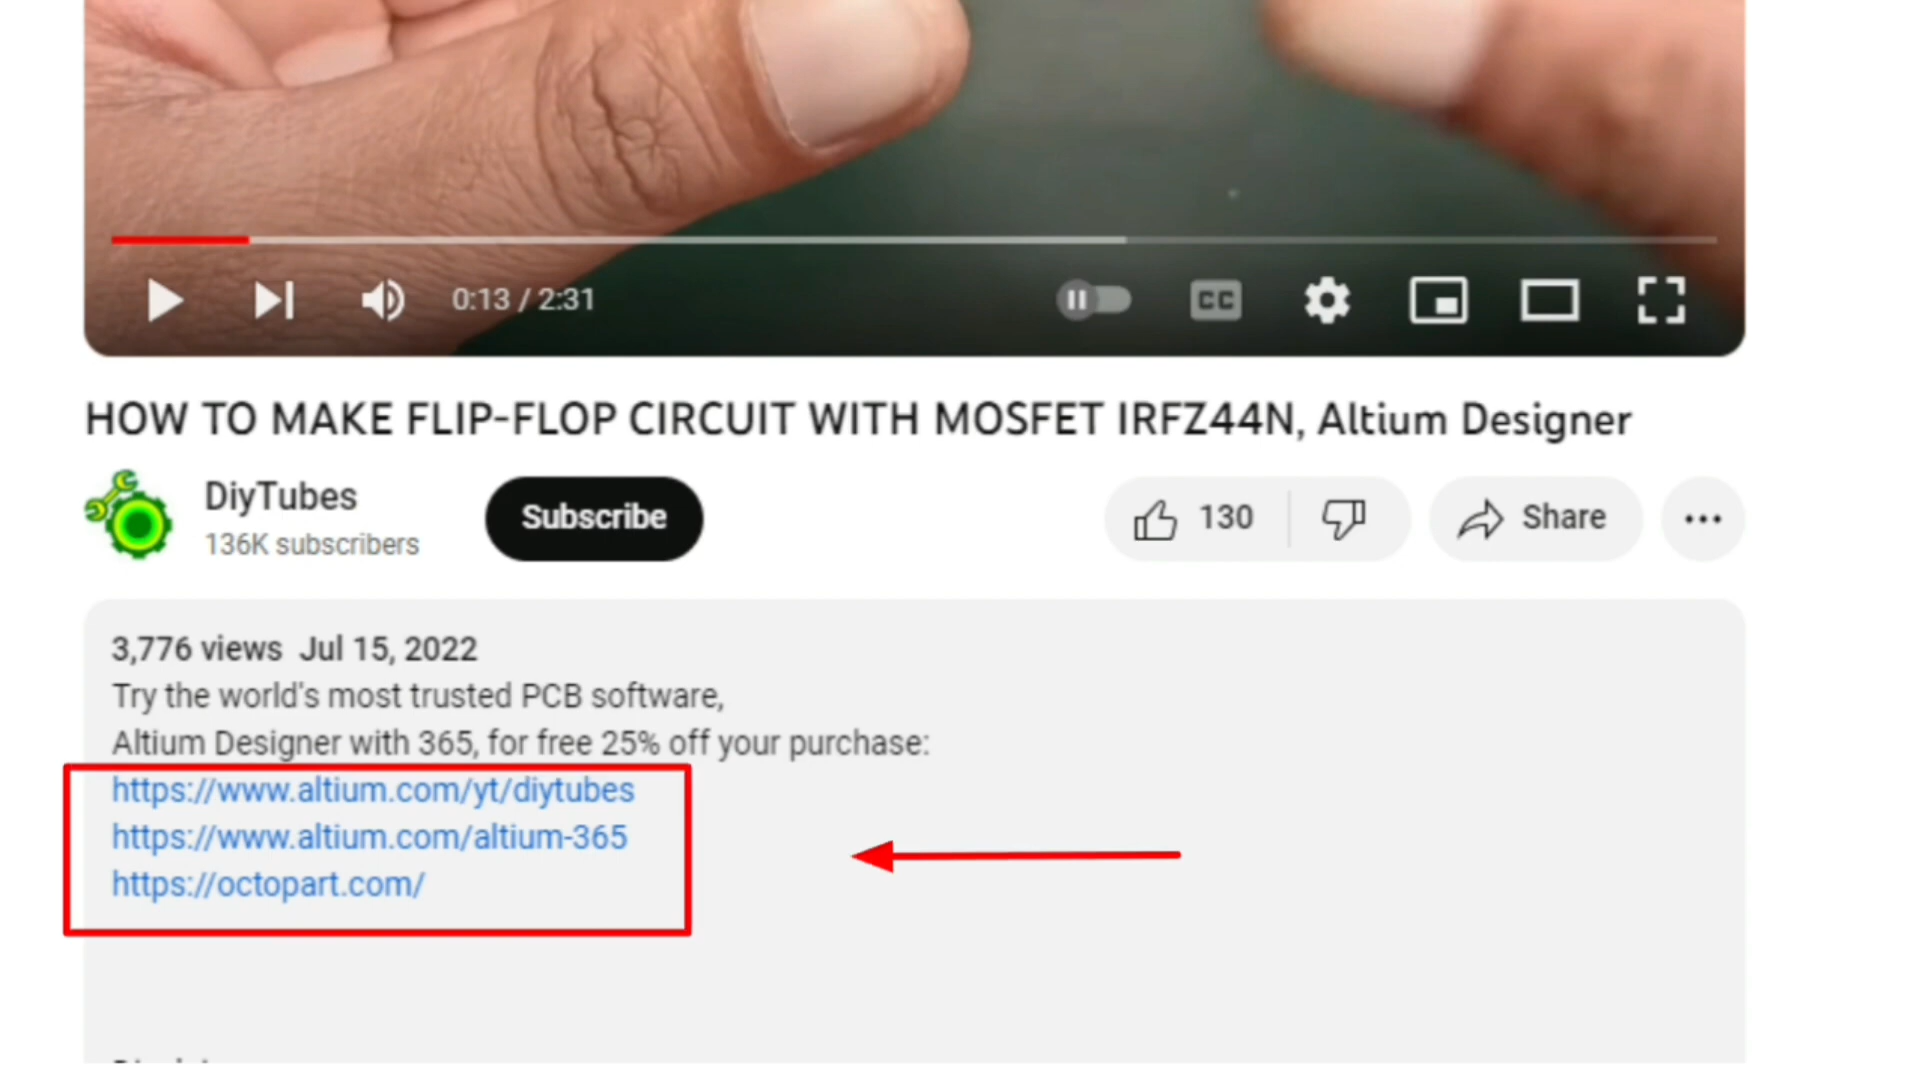 0:13 / 2:31
CC
HOW TO MAKE FLIP-FLOP CIRCUIT WITH MOSFET IRFZ44N, Altium Designer
DiyTubes
136K subscribers
Subscribe
130
Share
3,776 views Jul 15, 2022
Try the world's most trusted PCB software,
Altium Designer with 365, for free 25% off your purchase:
https://www.altium.com/yt/diytubes
https://www.altium.com/altium-365
https://octopart.com/